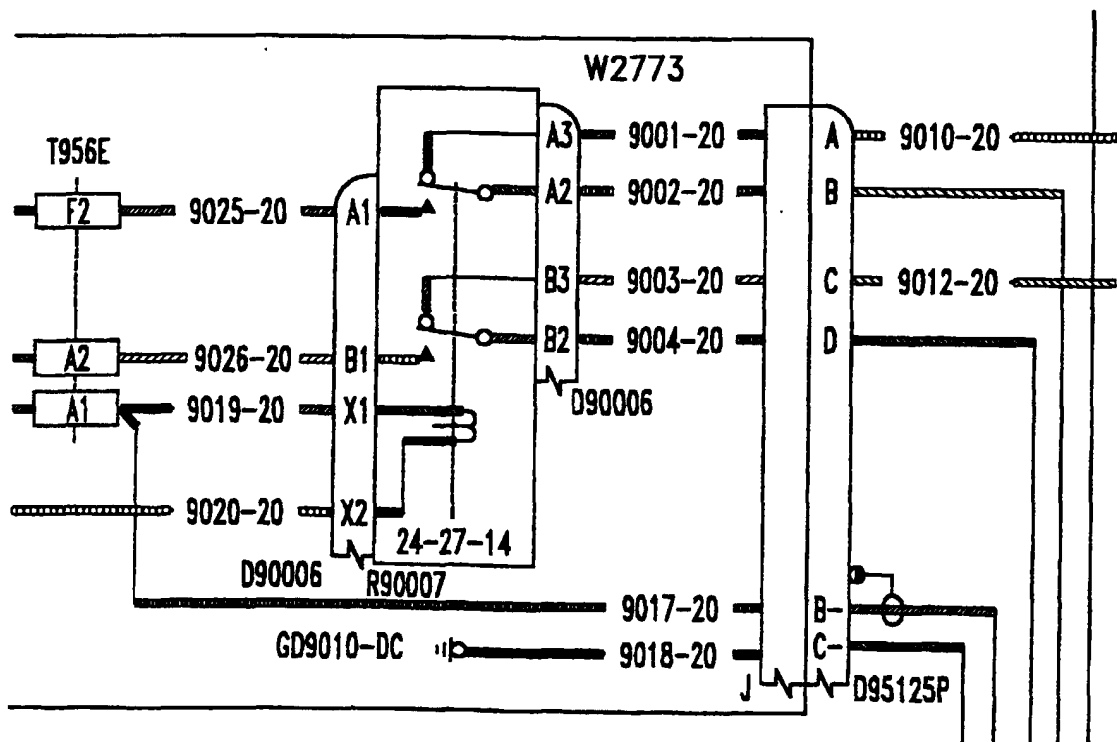 W2773
T956E
A3 9001-20 A 9010-20
F2 9025-20 A1 A2 9002-20 B
B3 9003-20 C 9012-20
A2 9026-20 B1 B2 9004-20 D
A1 9019-20 X1 D90006
9020-20 X2 24-27-14
D90006 R90007
9017-20 B-
GD9010-DC 9018-20 C-
J D95125P